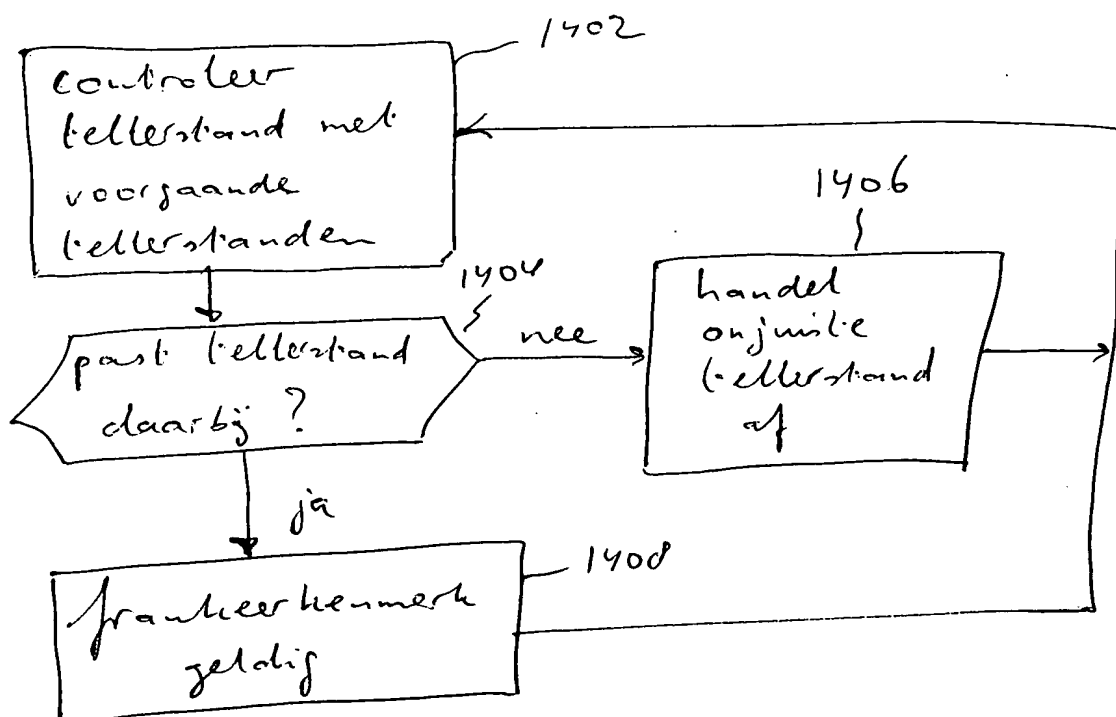 1402
controleer
tellerstand met
voorgaande
tellerstanden
1404
past tellerstand
daarbij ?
nee
1406
handel
onjuiste
tellerstand
af
ja
1408
frankeerkenmerk
geldig